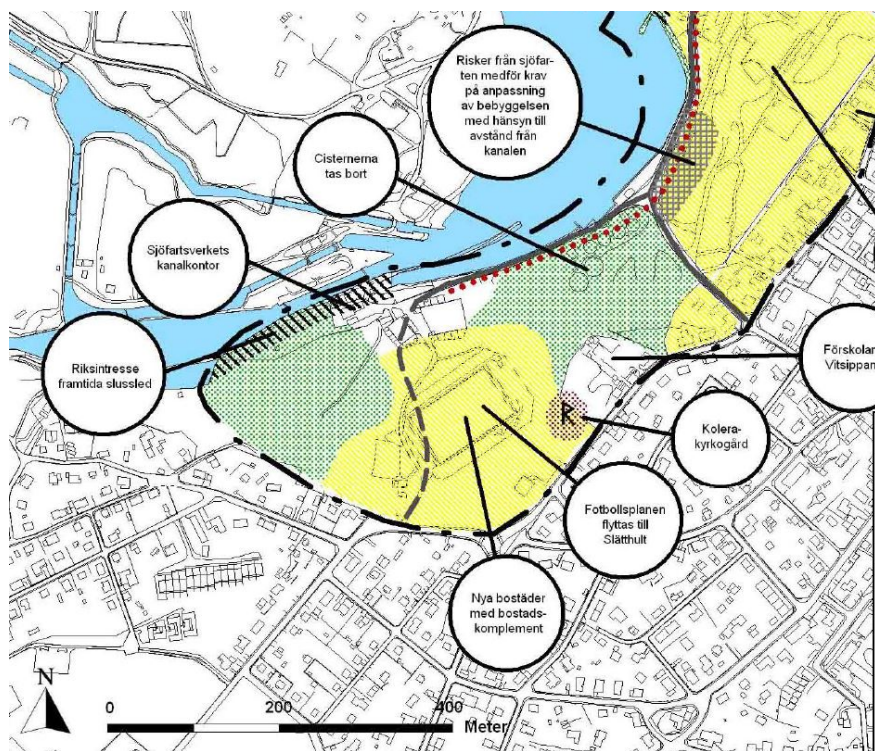 Risker från sjöfar-
ten medför krav
på anpassning
av bebyggelsen
med hänsyn till
avstånd från
kanalen
Cisternerna
tas bort
Sjöfartsverkets
kanalkontor
Riksintresse
framtida slussled
Förskolan
Vitsippan
R
Kolera-
kyrkogård
Fotbollsplanen
flyttas till
Slätthult
Nya bostäder
med bostads-
komplement
N
0
200
400
Meter